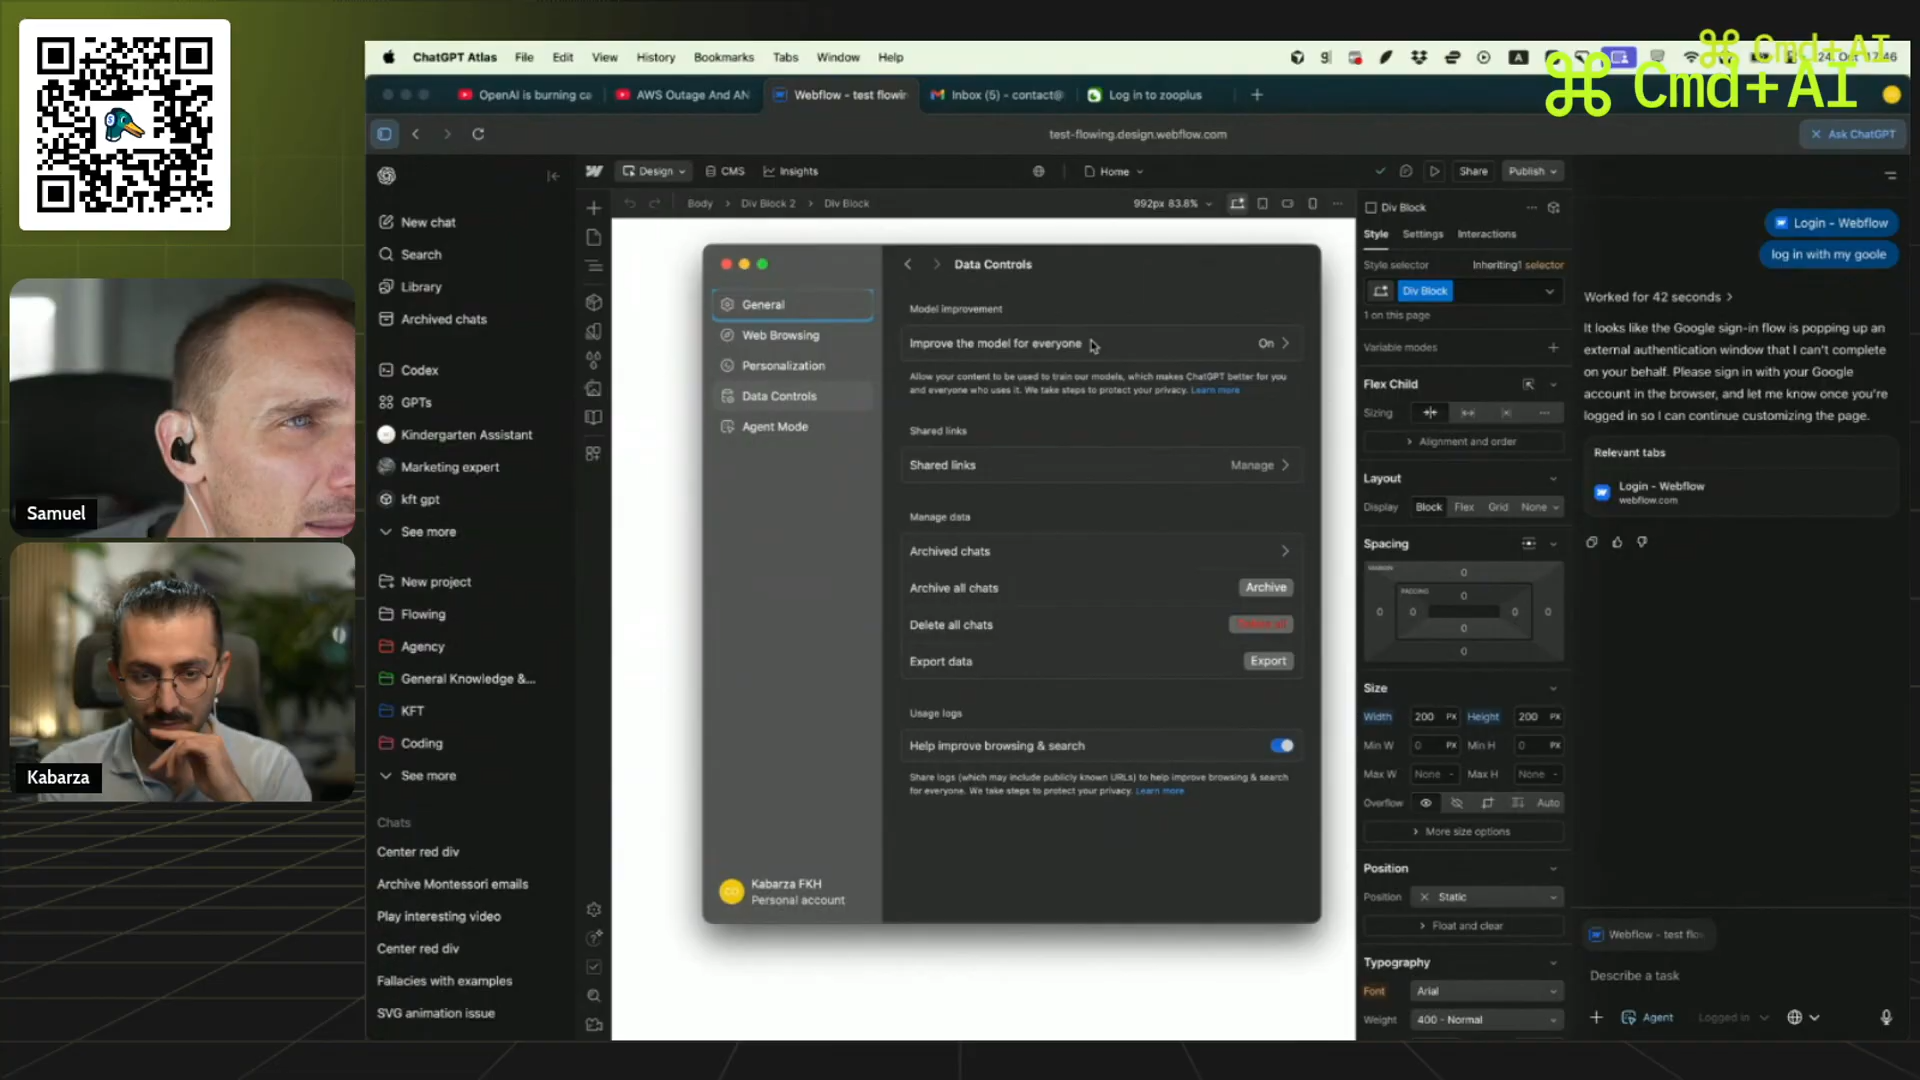 Cmd+AI
Cmd+AI
Samuel
Kabarza
ChatGPT Atlas File Edit View History Bookmarks Tabs Window Help
OpenAI is burning ca
AWS Outage And AN
Webflow - test flowin
Inbox (5) - contact@
Log in to zooplus
test-flowing.design.webflow.com
Ask ChatGPT
New chat
Search
Library
Archived chats
Codex
GPTs
Kindergarten Assistant
Marketing expert
kft gpt
See more
New project
Flowing
Agency
General Knowledge &...
KFT
Coding
See more
Chats
Center red div
Archive Montessori emails
Play interesting video
Center red div
Fallacies with examples
SVG animation issue
Design CMS Insights
Home
Share Publish
Body > Div Block 2 > Div Block
992px 83.8%
General
Web Browsing
Personalization
Data Controls
Agent Mode
Kabarza FKH
Personal account
Data Controls
Model improvement
Improve the model for everyone On
Allow your content to be used to train our models, which makes ChatGPT better for you
and everyone who uses it. We take steps to protect your privacy. Learn more
Shared links
Shared links Manage
Manage data
Archived chats
Archive all chats Archive
Delete all chats Delete all
Export data Export
Usage logs
Help improve browsing & search
Share logs (which may include publicly known URLs) to help improve browsing & search
for everyone. We take steps to protect your privacy. Learn more
Div Block
Style Settings Interactions
Style selector Inheriting 1 selector
Div Block
1 on this page
Variable modes
Flex Child
Sizing
Alignment and order
Layout
Display Block Flex Grid None
Spacing
MARGIN
0
PADDING
0
0 0 0 0
0
0
Size
Width 200 PX Height 200 PX
Min W 0 PX Min H 0 PX
Max W None - Max H None -
Overflow Auto
More size options
Position
Position Static
Float and clear
Typography
Font Arial
Weight 400 - Normal
Login - Webflow
log in with my goole
Worked for 42 seconds >
It looks like the Google sign-in flow is popping up an
external authentication window that I can't complete
on your behalf. Please sign in with your Google
account in the browser, and let me know once you're
logged in so I can continue customizing the page.
Relevant tabs
Login - Webflow
webflow.com
Webflow - test flo
Describe a task
Agent
Logged in